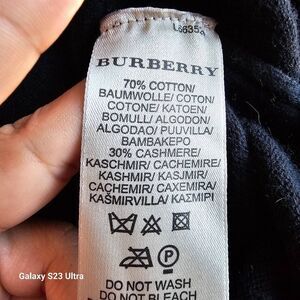 BURBERRY
70% COTTON/
BAUMWOLLE/ COTON/
COTONE/ KATOEN/
BOMULL/ ALGODON/
ALGODAO/ PUUVILLA/
BAMBAKEPO
30% CASHMERE/
KASCHMIR/ CACHEMIRE/
KASHMIR/ KASJMIR/
CACHEMIR/ CAXEMIRA/
KAŠMIRVILLA/ ΚΑΣΜΙΡΙ
P
DO NOT WASH
DO NOT BLEACH
Galaxy S23 Ultra